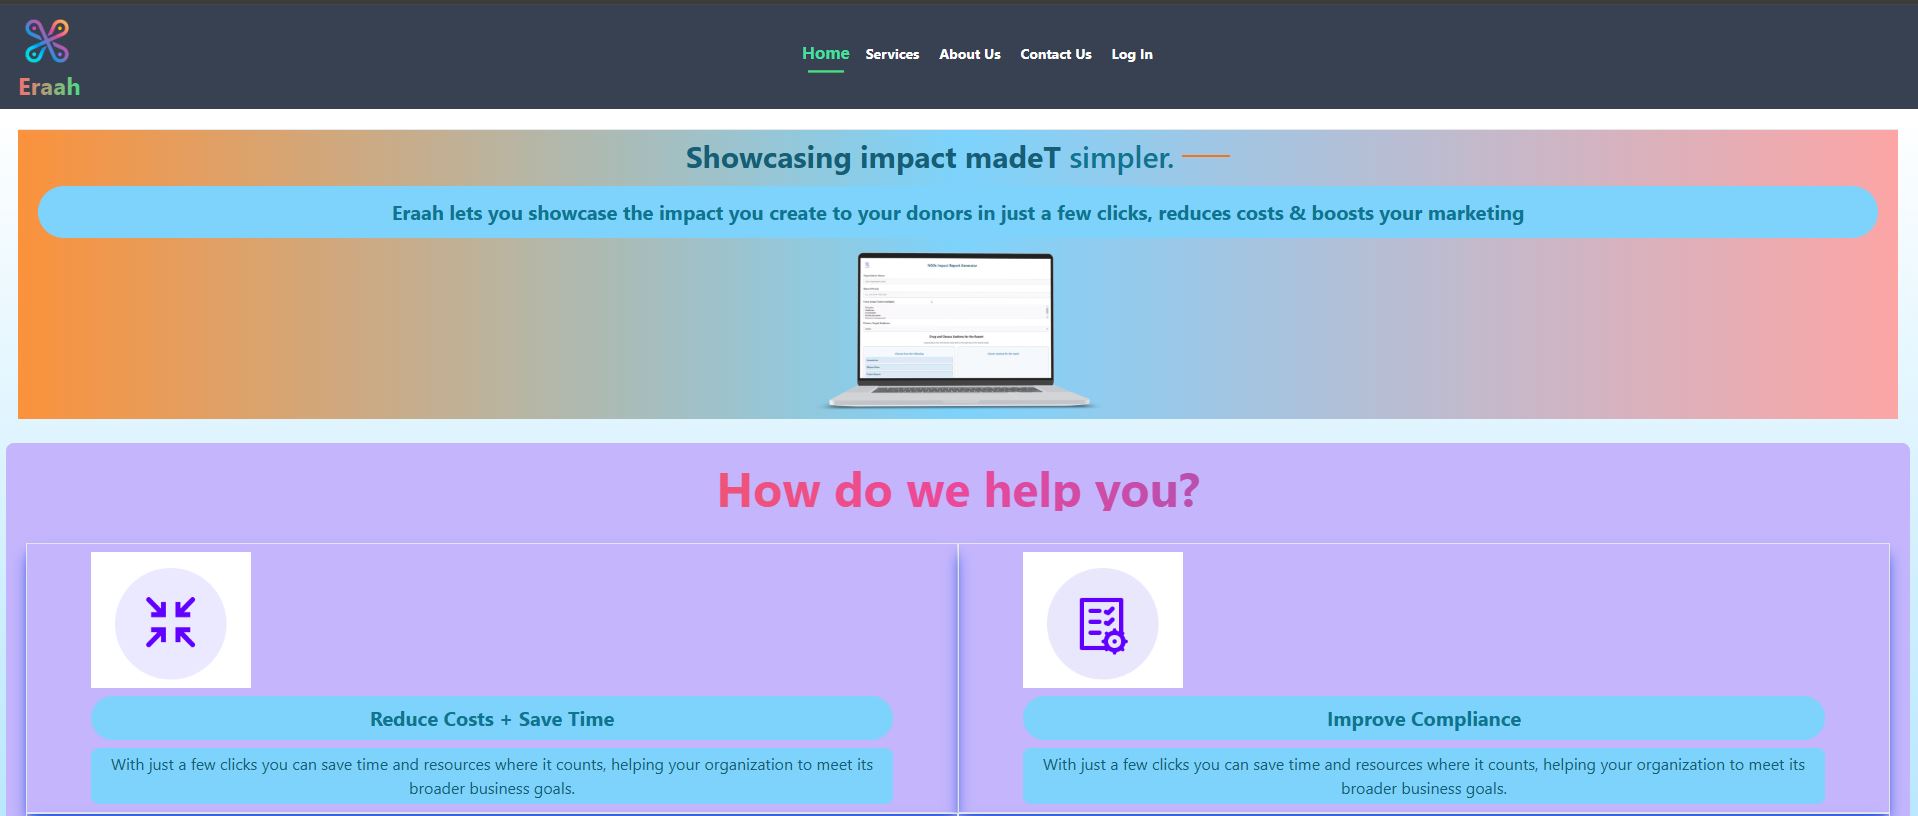 Home Services About Us Contact Us Log In
Eraah
Showcasing impact madeT simpler.
Eraah lets you showcase the impact you create to your donors in just a few clicks, reduces costs & boosts your marketing
NGOs Impact Report Generator
How do we help you?
Reduce Costs + Save Time
With just a few clicks you can save time and resources where it counts, helping your organization to meet its
broader business goals.
Improve Compliance
With just a few clicks you can save time and resources where it counts, helping your organization to meet its
broader business goals.